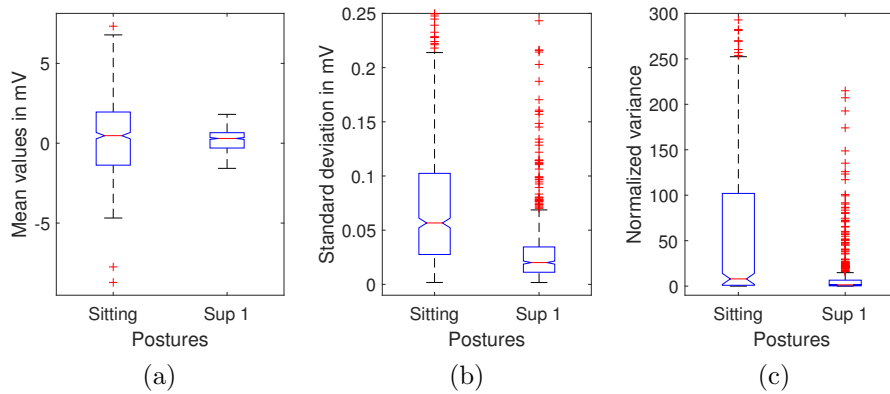 Mean values in mV
5
0
-5
Sitting
Sup 1
Postures
(a)
Standard deviation in mV
0.25
0.2
0.15
0.1
0.05
0
Sitting
Sup 1
Postures
(b)
Normalized variance
300
250
200
150
100
50
0
Sitting
Sup 1
Postures
(c)